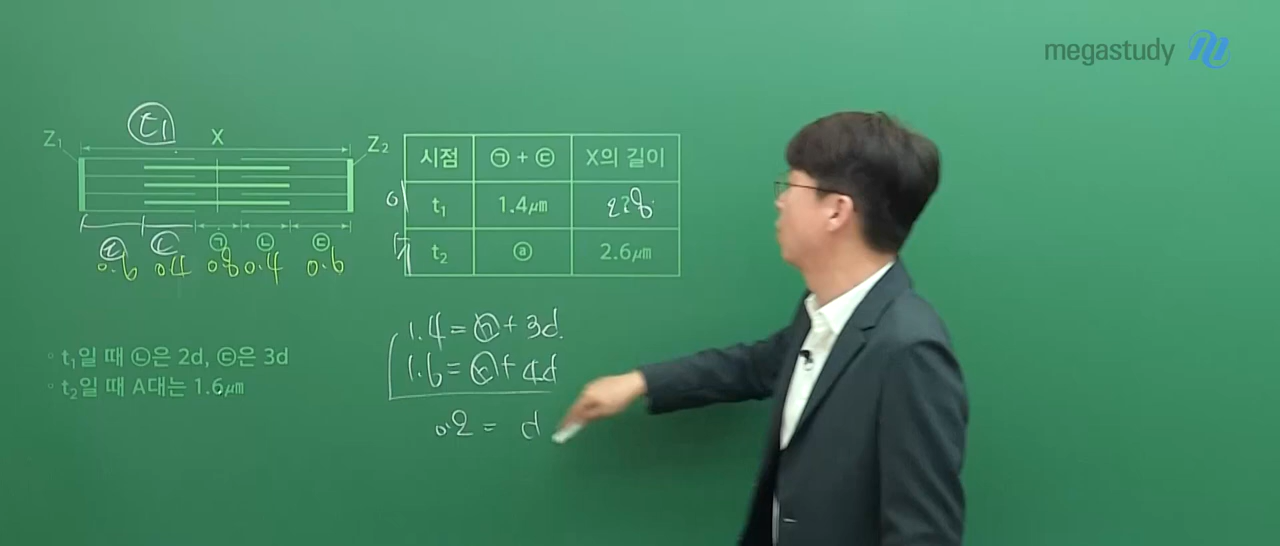 megastudy
t₁
Z₁
X
Z₂
㉢ ㉡ ㉠ ㉡ ㉢
0.6 0.4 0.8 0.4 0.6
시점 ㉠ + ㉢ X의 길이
t₁ 1.4㎛ 2.8
t₂ ⓐ 2.6㎛
1.4 = ㉠ + 3d
1.6 = ㉠ + 4d
0.2 = d
◦ t₁일 때 ㉡은 2d, ㉢은 3d
◦ t₂일 때 A대는 1.6㎛